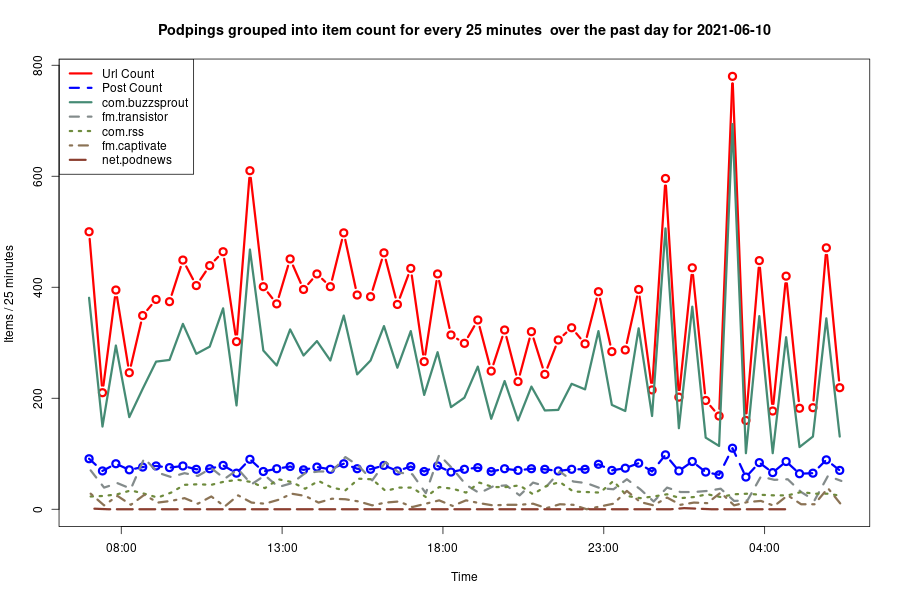 Podpings grouped into item count for every 25 minutes  over the past day for 2021-06-10
Items / 25 minutes
800
600
400
200
0
Url Count
Post Count
com.buzzsprout
fm.transistor
com.rss
fm.captivate
net.podnews
08:00
13:00
18:00
23:00
04:00
Time